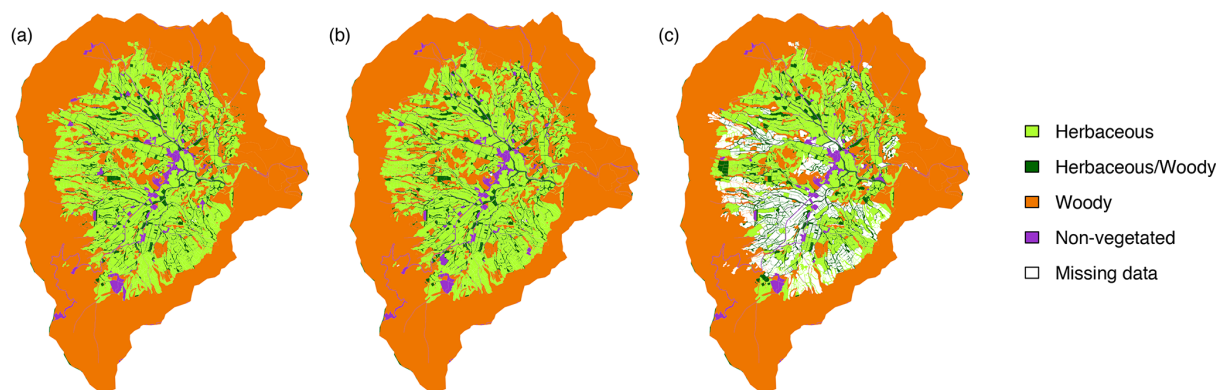 (a)
(b)
(c)
Herbaceous
Herbaceous/Woody
Woody
Non-vegetated
Missing data